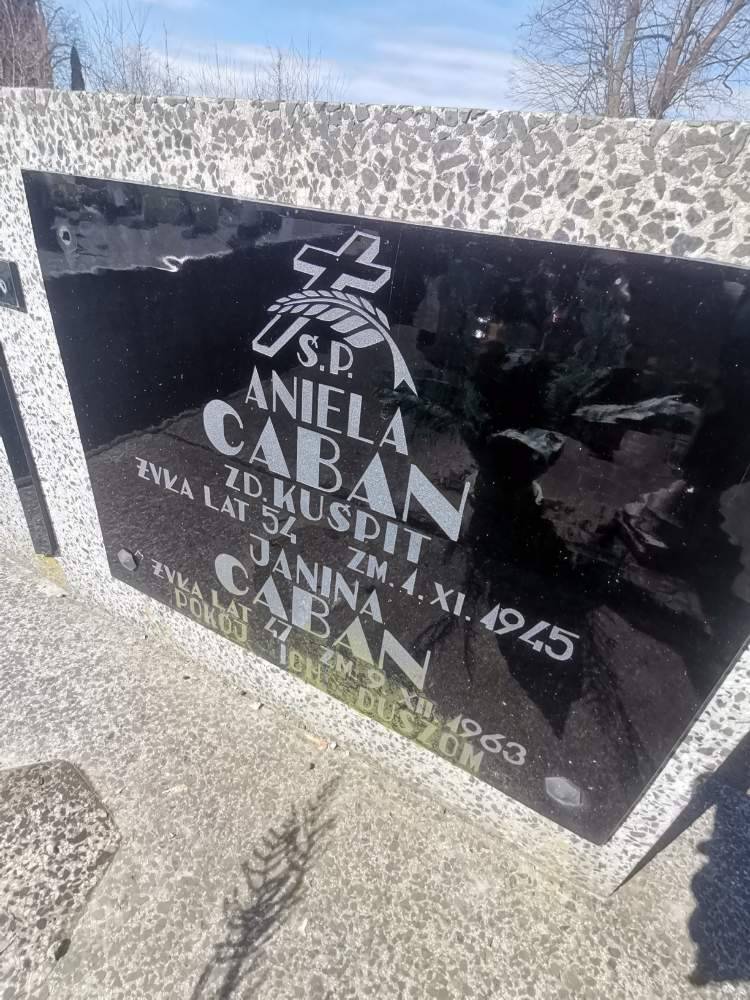 Ś.P.
ANIELA
CABAN
ZD. KUŚPIT
ŻYŁA LAT 54 ZM. 1. XI. 1945
JANINA
CABAN
ŻYŁA LAT 47 ZM. 9. XII. 1963
POKÓJ ICH DUSZOM